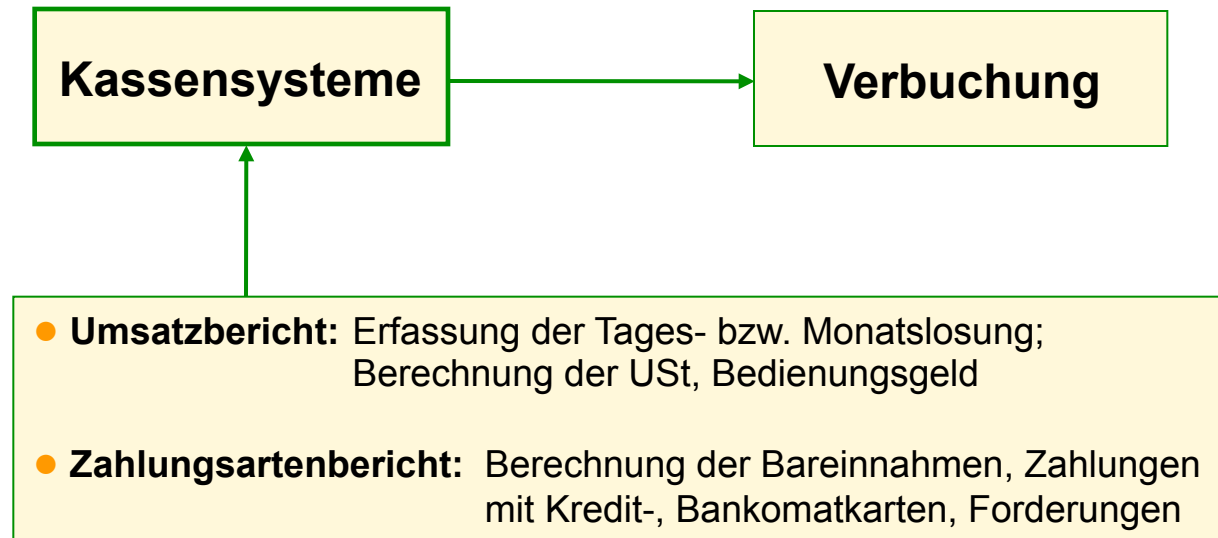 Kassensysteme
Verbuchung
● Umsatzbericht: Erfassung der Tages- bzw. Monatslosung;
Berechnung der USt, Bedienungsgeld
● Zahlungsartenbericht: Berechnung der Bareinnahmen, Zahlungen
mit Kredit-, Bankomatkarten, Forderungen